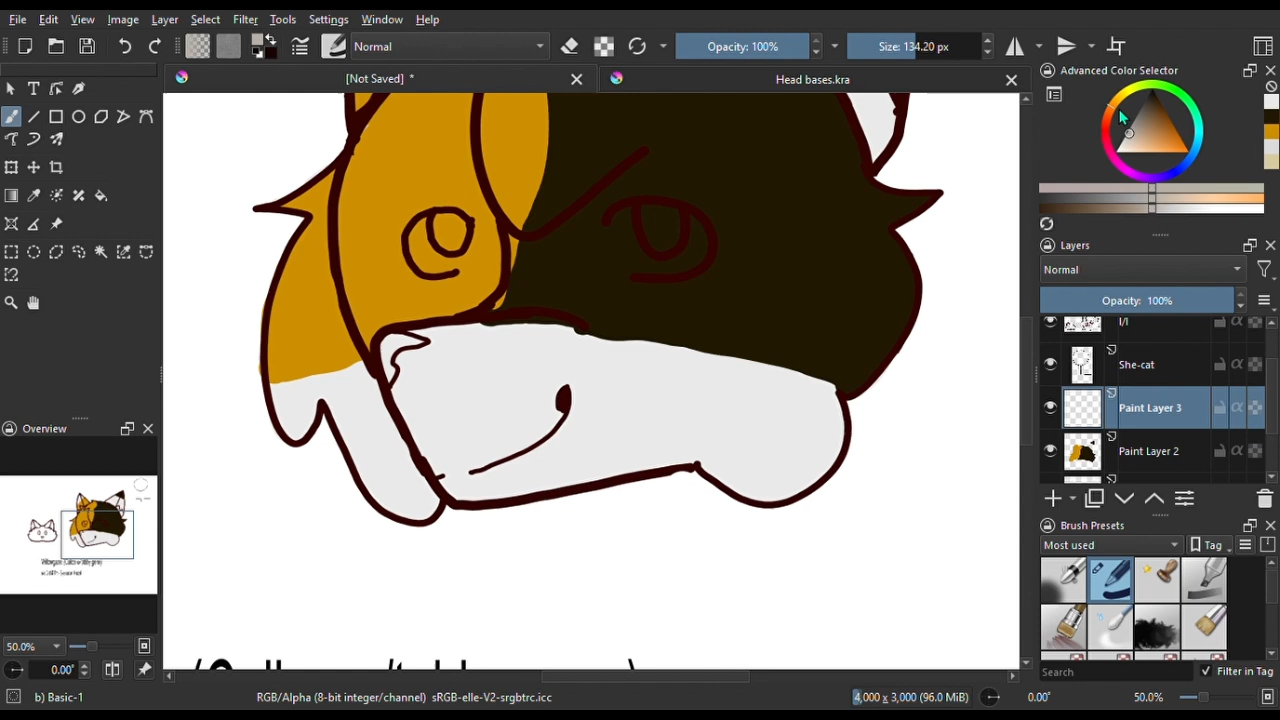 File Edit View Image Layer Select Filter Tools Settings Window Help
Normal Opacity: 100% Size: 134.20 px
[Not Saved] * Head bases.kra
Advanced Color Selector
Layers
Normal
Opacity: 100%
She-cat
Paint Layer 3
Paint Layer 2
Overview
Brush Presets
Most used Tag
Search Filter in Tag
50.0%
0.00°
b) Basic-1 RGB/Alpha (8-bit integer/channel) sRGB-elle-V2-srgbtrc.icc 4,000 x 3,000 (96.0 MiB) 0.00° 50.0%